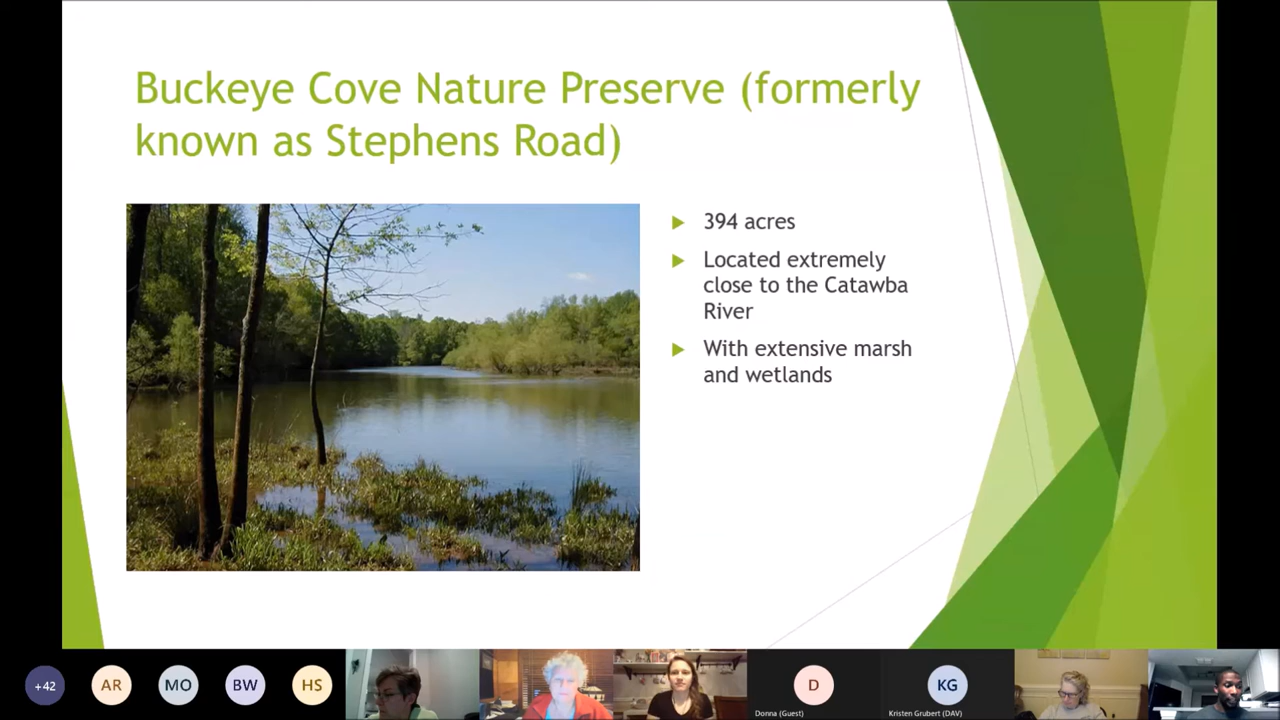 Buckeye Cove Nature Preserve (formerly
known as Stephens Road)
394 acres
Located extremely
close to the Catawba
River
With extensive marsh
and wetlands
+42
AR
MO
BW
HS
D
Donna (Guest)
KG
Kristen Grubert (DAV)